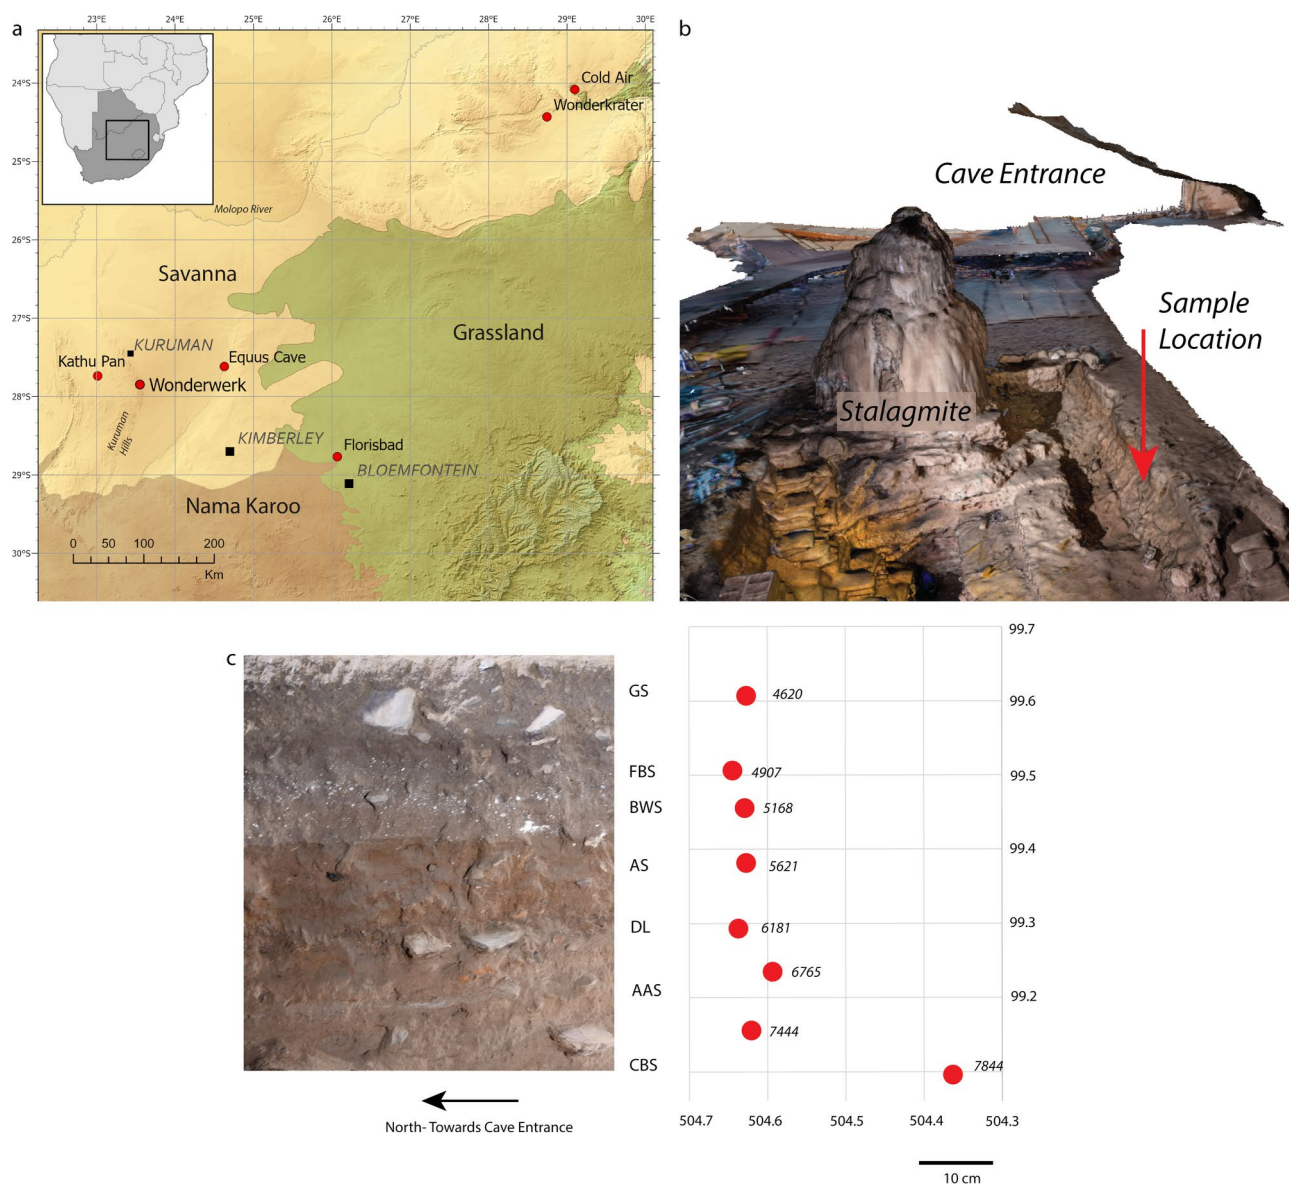 a
23°E 24°E 25°E 26°E 27°E 28°E 29°E 30°E
24°S
25°S
26°S
27°S
28°S
29°S
30°S
Cold Air
Wonderkrater
Molopo River
Savanna
Grassland
KURUMAN
Kathu Pan
Equus Cave
Wonderwerk
Kuruman
Hills
KIMBERLEY
Florisbad
BLOEMFONTEIN
Nama Karoo
0 50 100 200
Km
b
Cave Entrance
Sample
Location
Stalagmite
c
GS
FBS
BWS
AS
DL
AAS
CBS
North- Towards Cave Entrance
4620
4907
5168
5621
6181
6765
7444
7844
99.7
99.6
99.5
99.4
99.3
99.2
504.7 504.6 504.5 504.4 504.3
10 cm